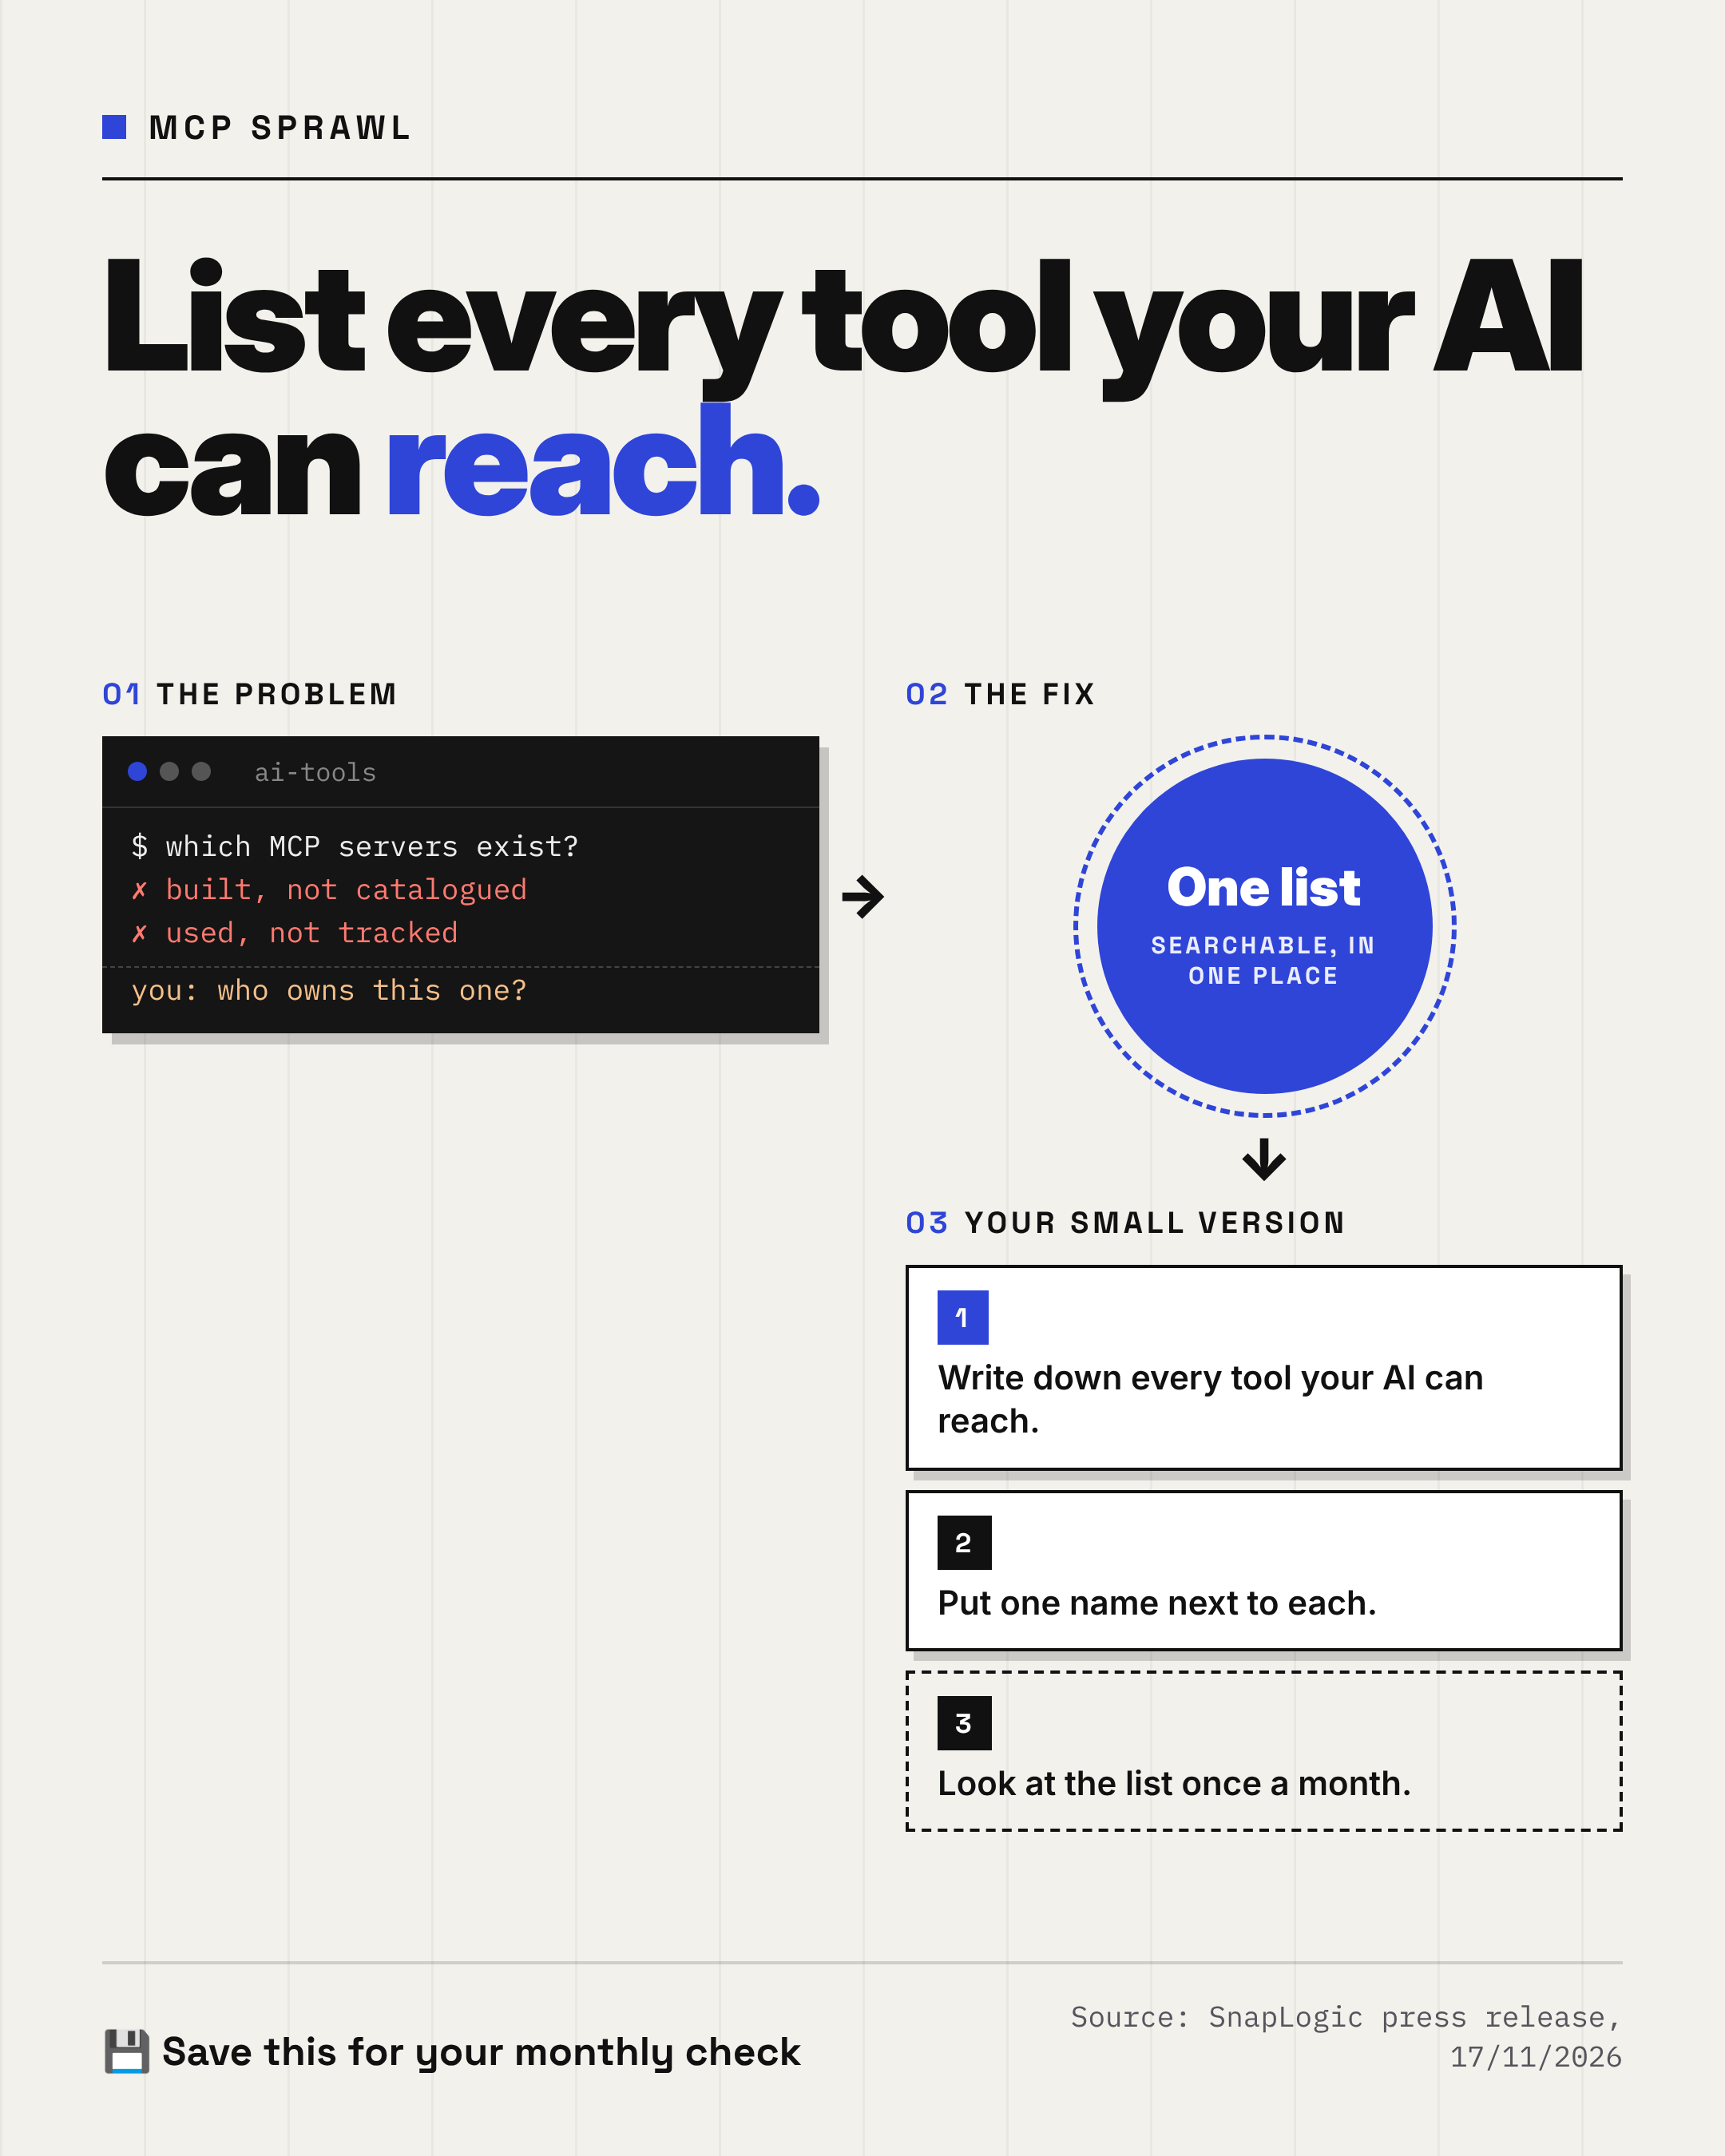 MCP SPRAWL
List every tool your AI
can reach.
01 THE PROBLEM
ai-tools
$ which MCP servers exist?
✗ built, not catalogued
✗ used, not tracked
you: who owns this one?
→
02 THE FIX
One list
SEARCHABLE, IN
ONE PLACE
↓
03 YOUR SMALL VERSION
1
Write down every tool your AI can
reach.
2
Put one name next to each.
3
Look at the list once a month.
💾 Save this for your monthly check
Source: SnapLogic press release,
17/11/2026